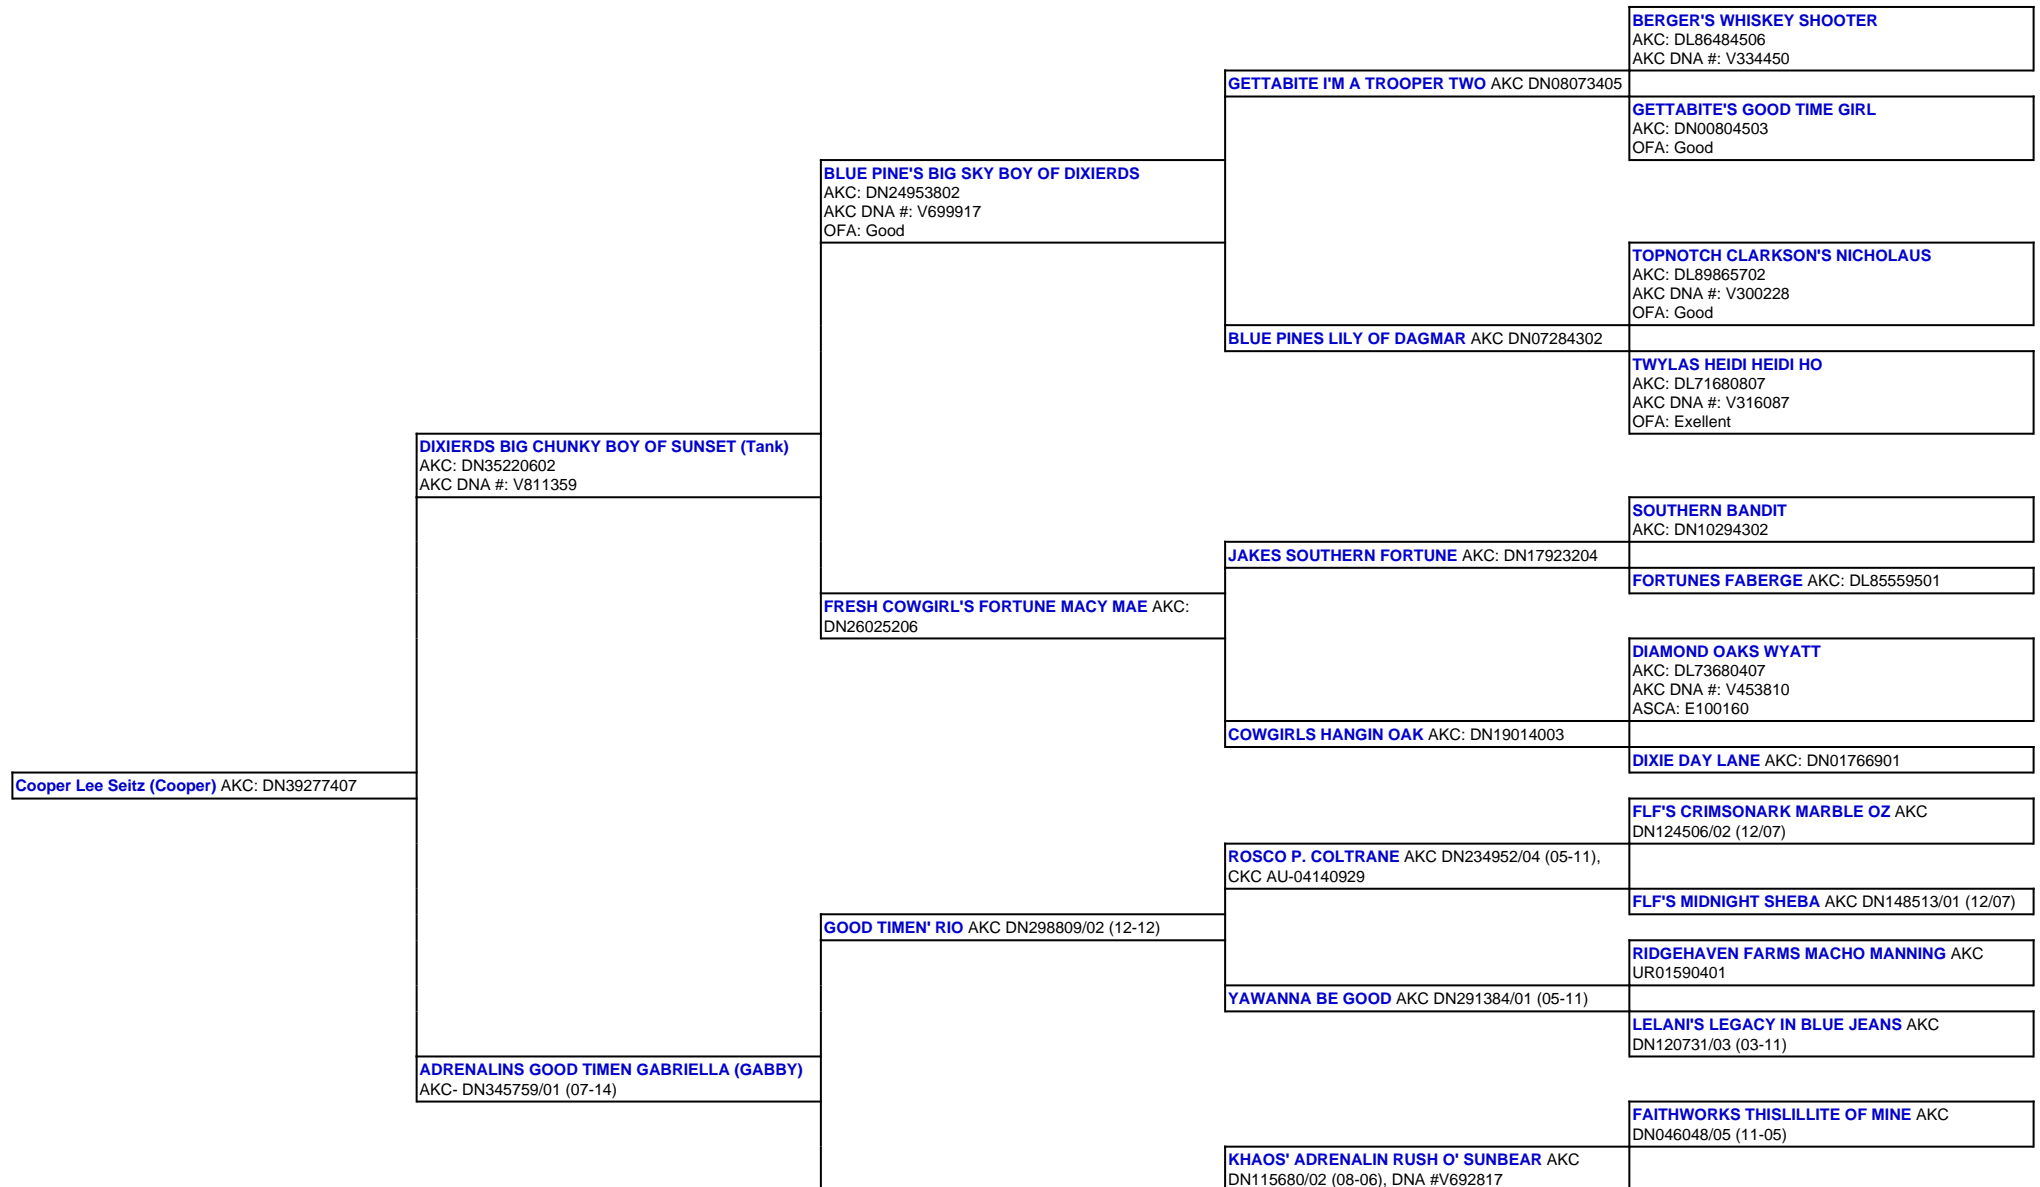 BERGER'S WHISKEY SHOOTER
AKC: DL86484506
AKC DNA #: V334450
GETTABITE I'M A TROOPER TWO AKC DN08073405
GETTABITE'S GOOD TIME GIRL
AKC: DN00804503
OFA: Good
BLUE PINE'S BIG SKY BOY OF DIXIERDS
AKC: DN24953802
AKC DNA #: V699917
OFA: Good
TOPNOTCH CLARKSON'S NICHOLAUS
AKC: DL89865702
AKC DNA #: V300228
OFA: Good
BLUE PINES LILY OF DAGMAR AKC DN07284302
TWYLAS HEIDI HEIDI HO
AKC: DL71680807
AKC DNA #: V316087
OFA: Exellent
DIXIERDS BIG CHUNKY BOY OF SUNSET (Tank)
AKC: DN35220602
AKC DNA #: V811359
SOUTHERN BANDIT
AKC: DN10294302
JAKES SOUTHERN FORTUNE AKC: DN17923204
FORTUNES FABERGE AKC: DL85559501
FRESH COWGIRL'S FORTUNE MACY MAE AKC:
DN26025206
DIAMOND OAKS WYATT
AKC: DL73680407
AKC DNA #: V453810
ASCA: E100160
COWGIRLS HANGIN OAK AKC: DN19014003
DIXIE DAY LANE AKC: DN01766901
Cooper Lee Seitz (Cooper) AKC: DN39277407
FLF'S CRIMSONARK MARBLE OZ AKC
DN124506/02 (12/07)
ROSCO P. COLTRANE AKC DN234952/04 (05-11),
CKC AU-04140929
FLF'S MIDNIGHT SHEBA AKC DN148513/01 (12/07)
GOOD TIMEN' RIO AKC DN298809/02 (12-12)
RIDGEHAVEN FARMS MACHO MANNING AKC
UR01590401
YAWANNA BE GOOD AKC DN291384/01 (05-11)
LELANI'S LEGACY IN BLUE JEANS AKC
DN120731/03 (03-11)
ADRENALINS GOOD TIMEN GABRIELLA (GABBY)
AKC- DN345759/01 (07-14)
FAITHWORKS THISLILLITE OF MINE AKC
DN046048/05 (11-05)
KHAOS' ADRENALIN RUSH O' SUNBEAR AKC
DN115680/02 (08-06), DNA #V692817